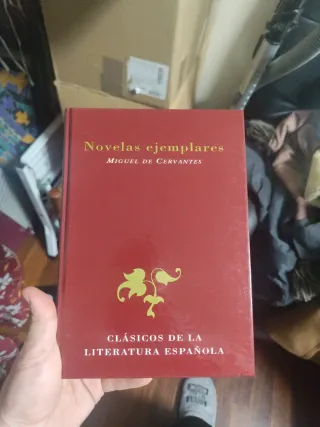 Novelas ejemplares
MIGUEL DE CERVANTES
CLÁSICOS DE LA
LITERATURA ESPAÑOLA